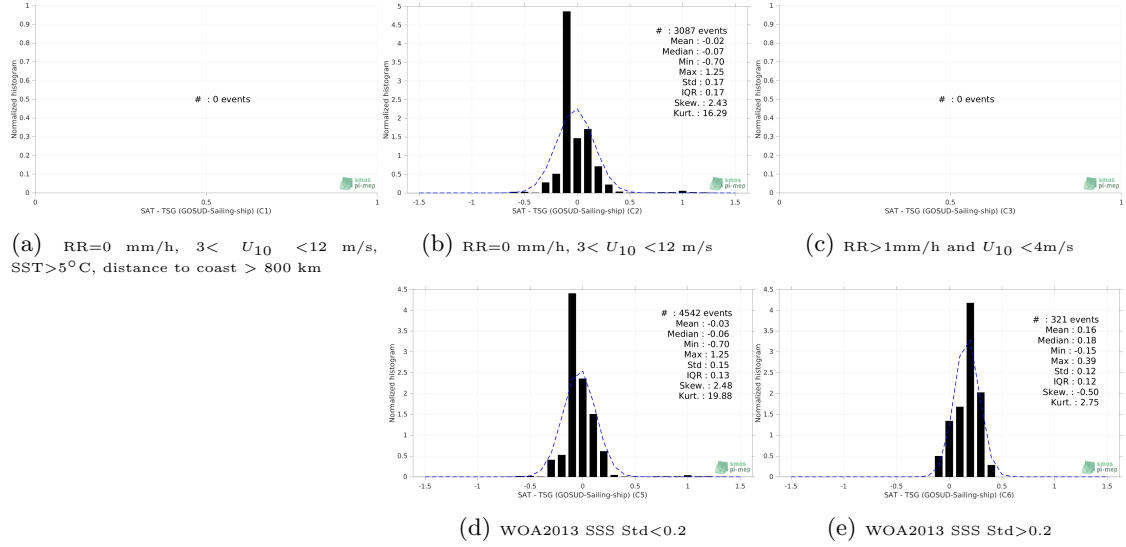 1
0.9
0.8
0.7
0.6
0.5
0.4
0.3
0.2
0.1
0
Normalized histogram
# : 0 events
0 0.5 1
SAT - TSG (GOSUD-Sailing-ship) (C1)
smos
pi-mep
(a) RR=0 mm/h, 3< U10 <12 m/s,
SST>5°C, distance to coast > 800 km
5
4.5
4
3.5
3
2.5
2
1.5
1
0.5
0
Normalized histogram
# : 3087 events
Mean : -0.02
Median : -0.07
Min : -0.70
Max : 1.25
Std : 0.17
IQR : 0.17
Skew. : 2.43
Kurt. : 16.29
-1.5 -1 -0.5 0 0.5 1 1.5
SAT - TSG (GOSUD-Sailing-ship) (C2)
smos
pi-mep
(b) RR=0 mm/h, 3< U10 <12 m/s
1
0.9
0.8
0.7
0.6
0.5
0.4
0.3
0.2
0.1
0
Normalized histogram
# : 0 events
0 0.5 1
SAT - TSG (GOSUD-Sailing-ship) (C3)
smos
pi-mep
(c) RR>1mm/h and U10 <4m/s
4.5
4
3.5
3
2.5
2
1.5
1
0.5
0
Normalized histogram
# : 4542 events
Mean : -0.03
Median : -0.06
Min : -0.70
Max : 1.25
Std : 0.15
IQR : 0.13
Skew. : 2.48
Kurt. : 19.88
-1.5 -1 -0.5 0 0.5 1 1.5
SAT - TSG (GOSUD-Sailing-ship) (C5)
smos
pi-mep
(d) WOA2013 SSS Std<0.2
4.5
4
3.5
3
2.5
2
1.5
1
0.5
0
Normalized histogram
# : 321 events
Mean : 0.16
Median : 0.18
Min : -0.15
Max : 0.39
Std : 0.12
IQR : 0.12
Skew. : -0.50
Kurt. : 2.75
-1.5 -1 -0.5 0 0.5 1 1.5
SAT - TSG (GOSUD-Sailing-ship) (C6)
smos
pi-mep
(e) WOA2013 SSS Std>0.2